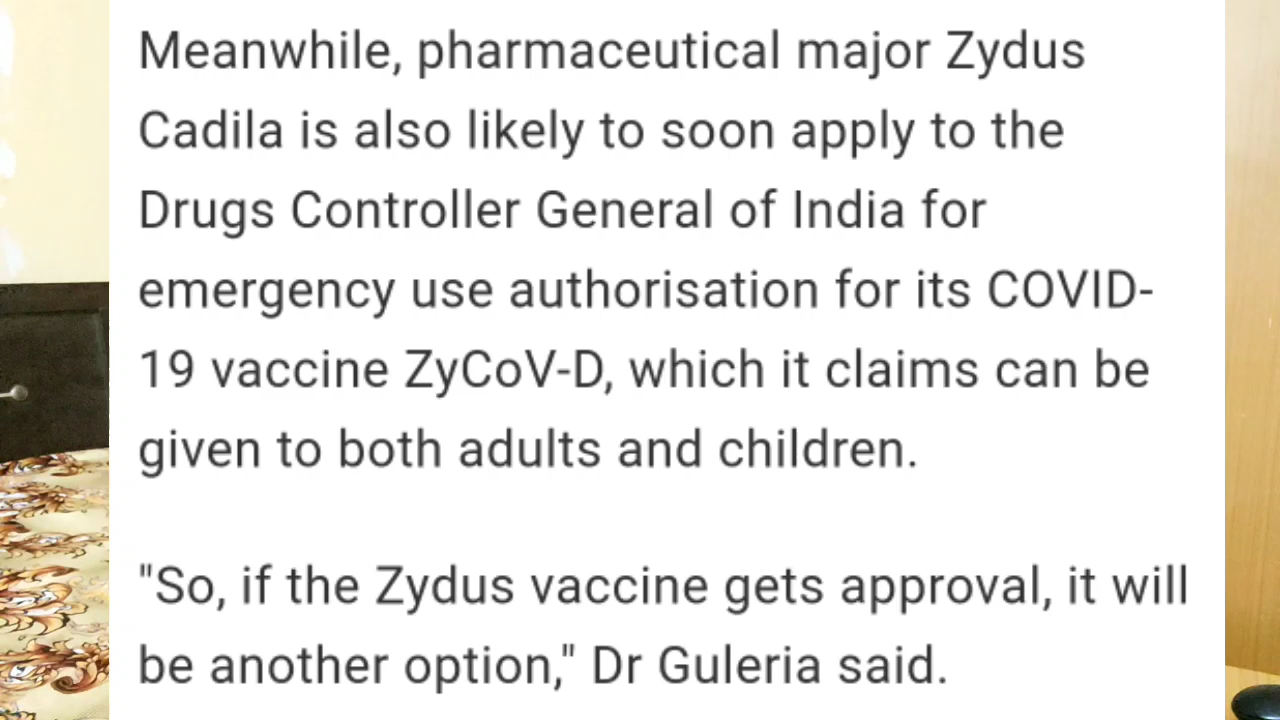 Meanwhile, pharmaceutical major Zydus
Cadila is also likely to soon apply to the
Drugs Controller General of India for
emergency use authorisation for its COVID-
19 vaccine ZyCoV-D, which it claims can be
given to both adults and children.
"So, if the Zydus vaccine gets approval, it will
be another option," Dr Guleria said.